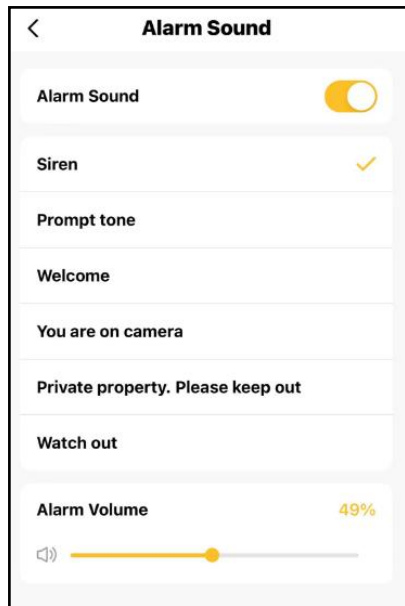 Alarm Sound
Alarm Sound
Siren
Prompt tone
Welcome
You are on camera
Private property. Please keep out
Watch out
Alarm Volume 49%